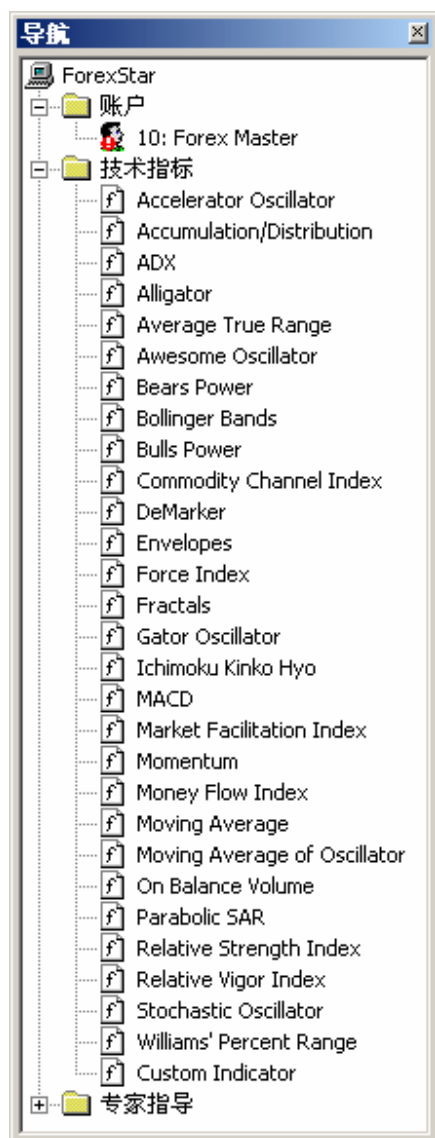 导航
ForexStar
账户
10: Forex Master
技术指标
Accelerator Oscillator
Accumulation/Distribution
ADX
Alligator
Average True Range
Awesome Oscillator
Bears Power
Bollinger Bands
Bulls Power
Commodity Channel Index
DeMarker
Envelopes
Force Index
Fractals
Gator Oscillator
Ichimoku Kinko Hyo
MACD
Market Facilitation Index
Momentum
Money Flow Index
Moving Average
Moving Average of Oscillator
On Balance Volume
Parabolic SAR
Relative Strength Index
Relative Vigor Index
Stochastic Oscillator
Williams' Percent Range
Custom Indicator
专家指导